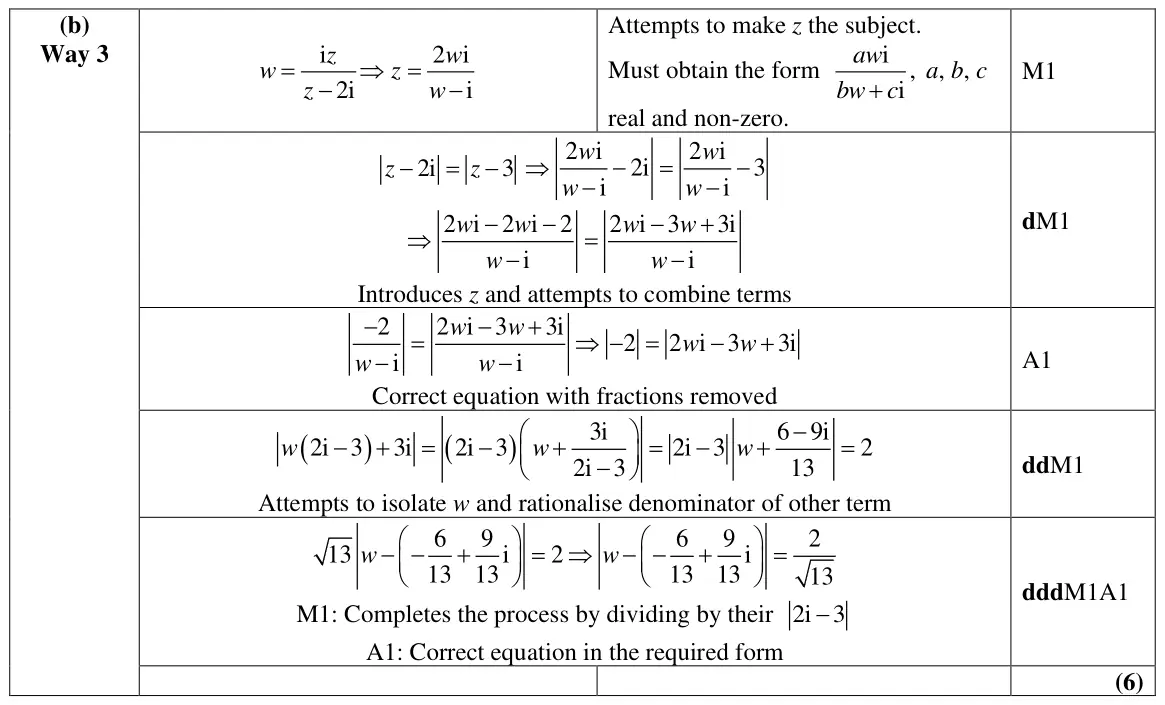 (b)
Way 3
w = iz/(z − 2i) ⇒ z = 2wi/(w − i)
Attempts to make z the subject.
Must obtain the form awi/(bw + ci), a, b, c
real and non-zero.
M1
|z − 2i| = |z − 3| ⇒ |2wi/(w − i) − 2i| = |2wi/(w − i) − 3|
⇒ |(2wi − 2wi − 2)/(w − i)| = |(2wi − 3w + 3i)/(w − i)|
Introduces z and attempts to combine terms
dM1
|−2/(w − i)| = |(2wi − 3w + 3i)/(w − i)| ⇒ |−2| = |2wi − 3w + 3i|
Correct equation with fractions removed
A1
|w(2i − 3) + 3i| = |(2i − 3)(w + 3i/(2i − 3))| = |2i − 3||w + (6 − 9i)/13| = 2
Attempts to isolate w and rationalise denominator of other term
ddM1
√13|w − (−6/13 + 9/13 i)| = 2 ⇒ |w − (−6/13 + 9/13 i)| = 2/√13
M1: Completes the process by dividing by their |2i − 3|
A1: Correct equation in the required form
dddM1A1
(6)